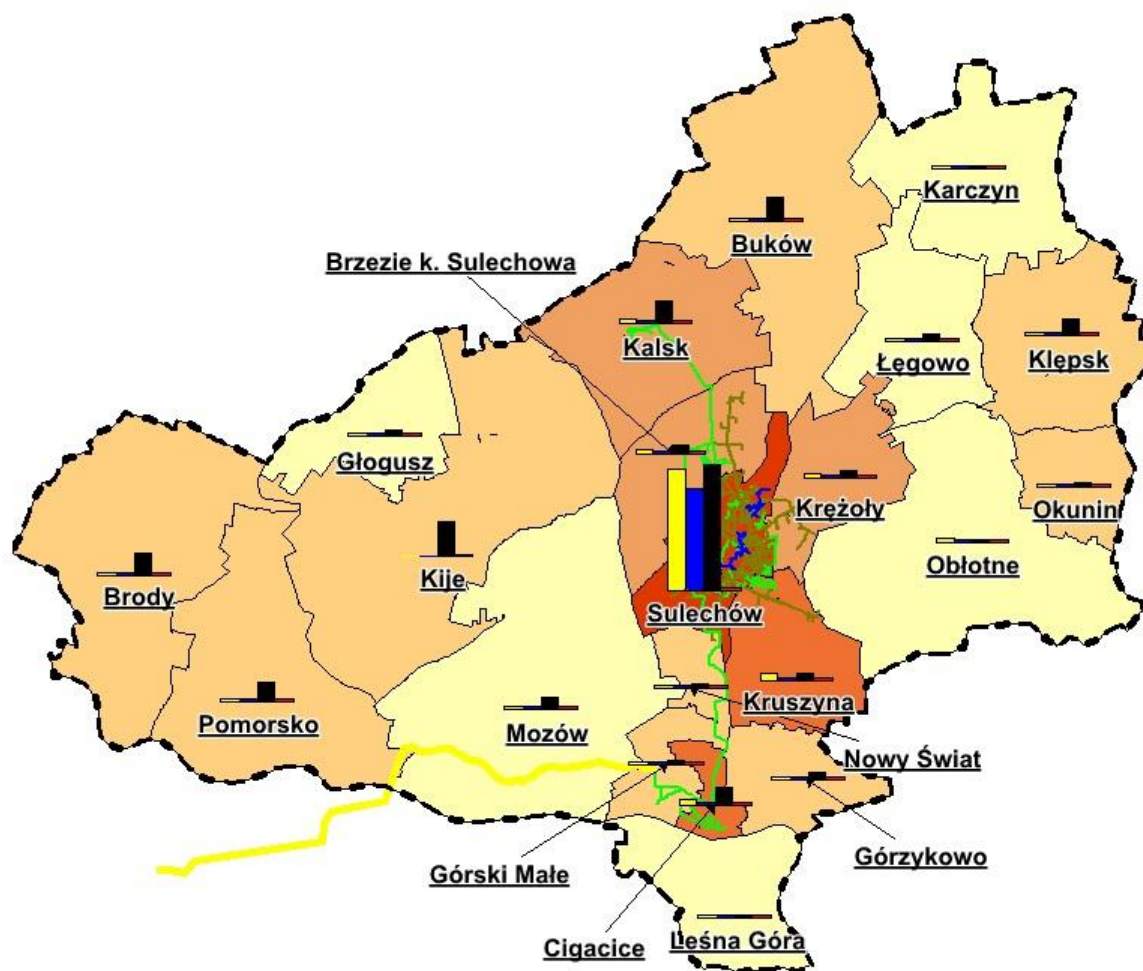 Karczyn
Buków
Brzezie k. Sulechowa
Kalsk
Łęgowo
Klępsk
Głogusz
Krężoły
Okunin
Obłotne
Kije
Brody
Sulechów
Kruszyna
Pomorsko
Mozów
Nowy Świat
Górzykowo
Górski Małe
Leśna Góra
Cigacice